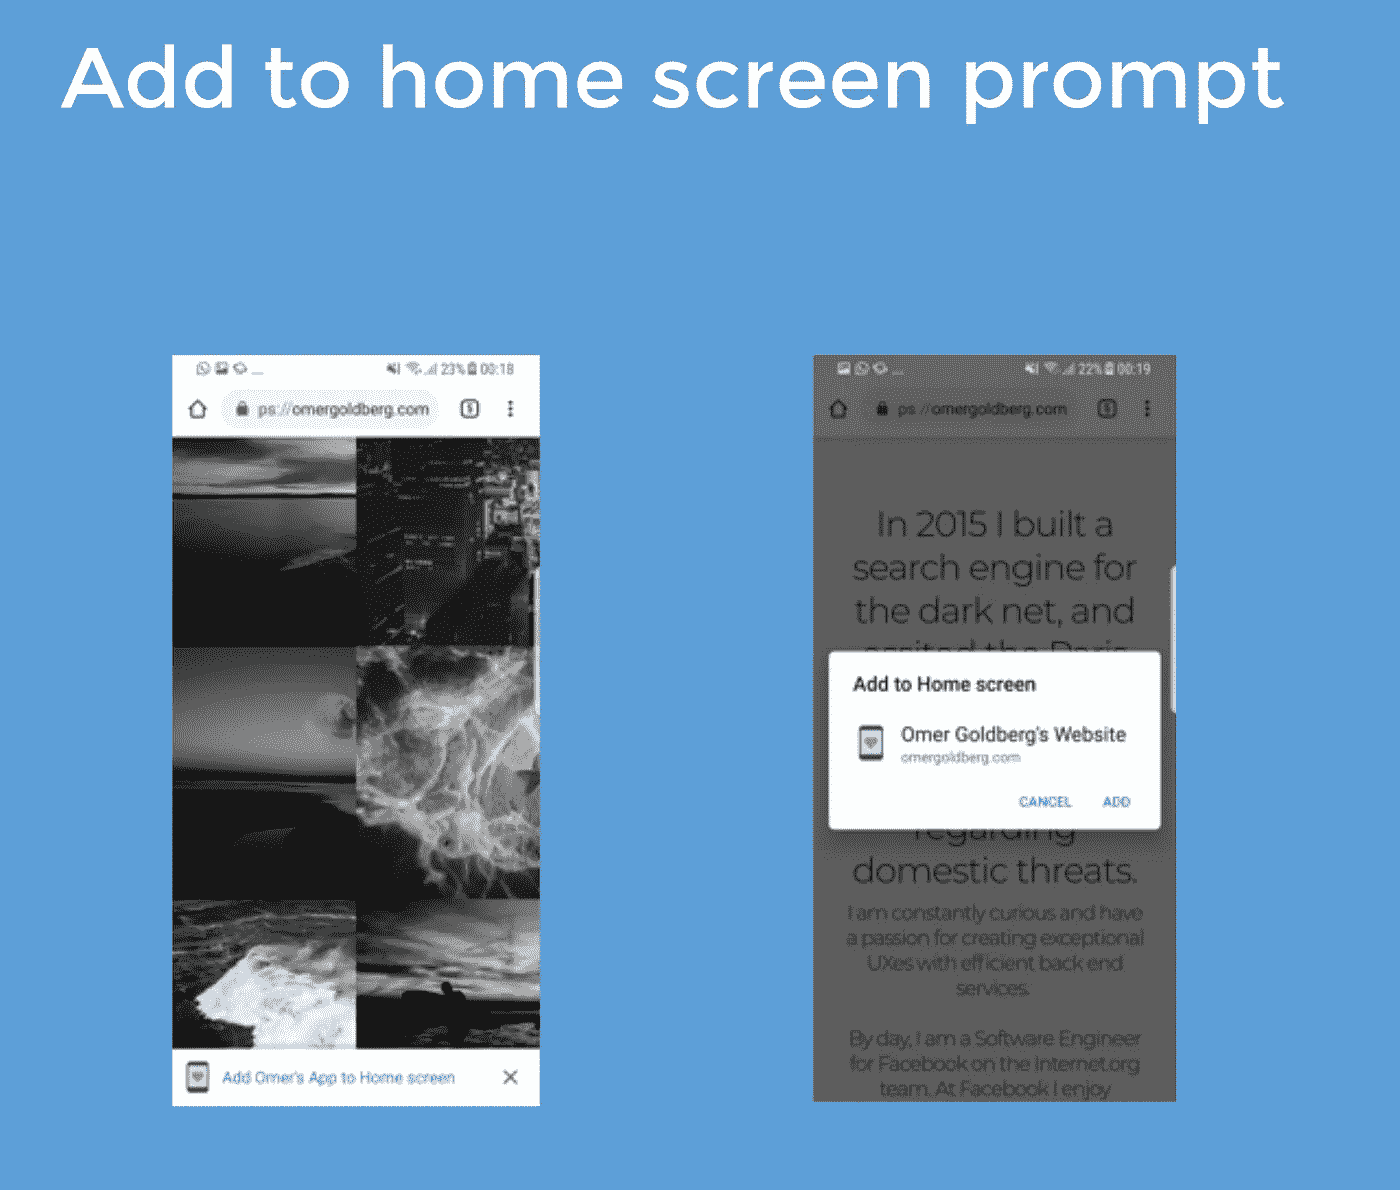 Add to home screen prompt
23% 00:18
ps://omergoldberg.com
5
Add Omer's App to Home screen
22% 00:19
ps://omergoldberg.com
5
In 2015 I built a
search engine for
the dark net, and
Add to Home screen
Omer Goldberg's Website
omergoldberg.com
CANCEL ADD
regarding
domestic threats.
I am constantly curious and have
a passion for creating exceptional
UXes with efficient back end
services.
By day, I am a Software Engineer
for Facebook on the Internet.org
team. At Facebook I enjoy